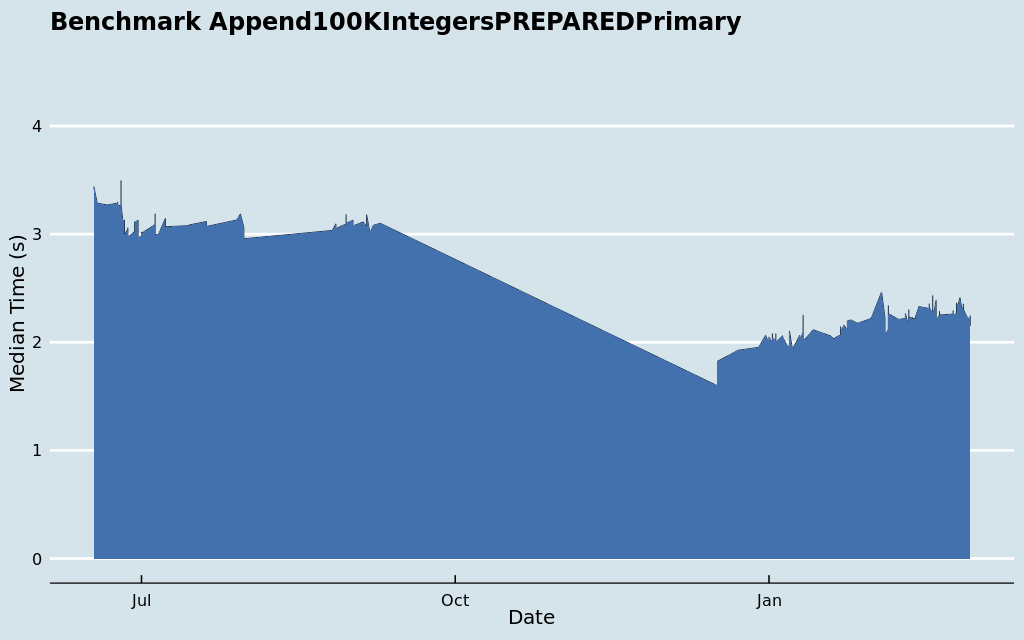 Benchmark Append100KIntegersPREPAREDPrimary
4
3
2
1
0
Median Time (s)
Jul
Oct
Jan
Date